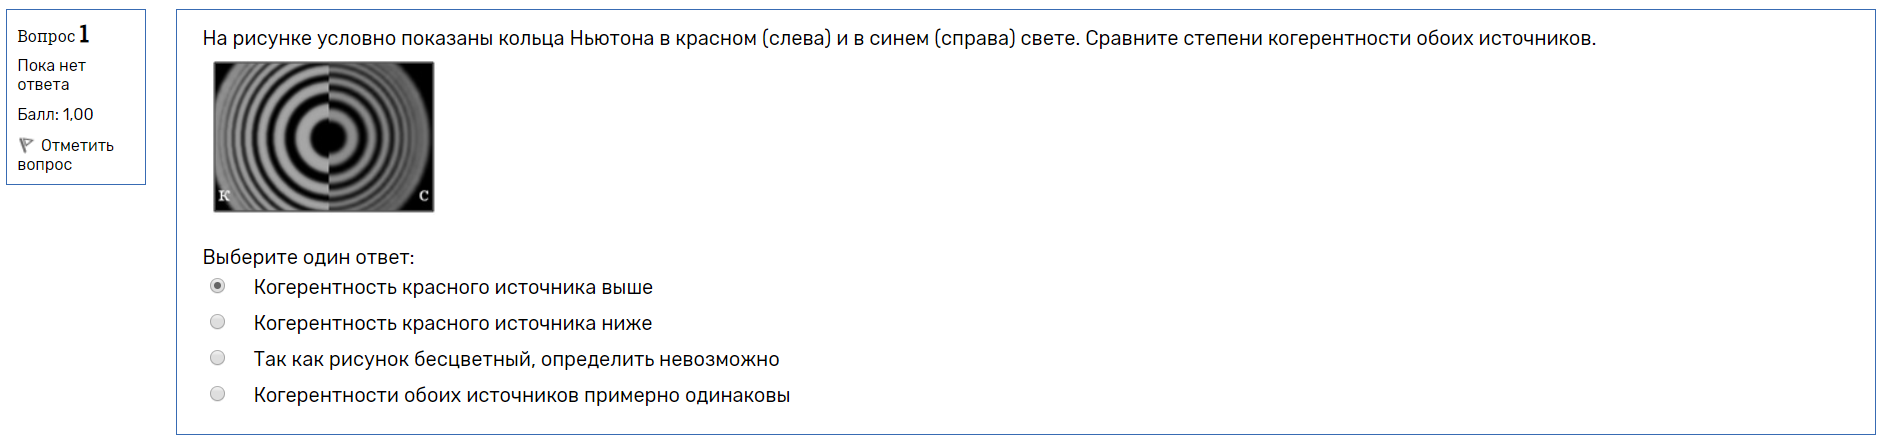 Вопрос 1
Пока нет
ответа
Балл: 1,00
Отметить
вопрос
На рисунке условно показаны кольца Ньютона в красном (слева) и в синем (справа) свете. Сравните степени когерентности обоих источников.
К С
Выберите один ответ:
Когерентность красного источника выше
Когерентность красного источника ниже
Так как рисунок бесцветный, определить невозможно
Когерентности обоих источников примерно одинаковы